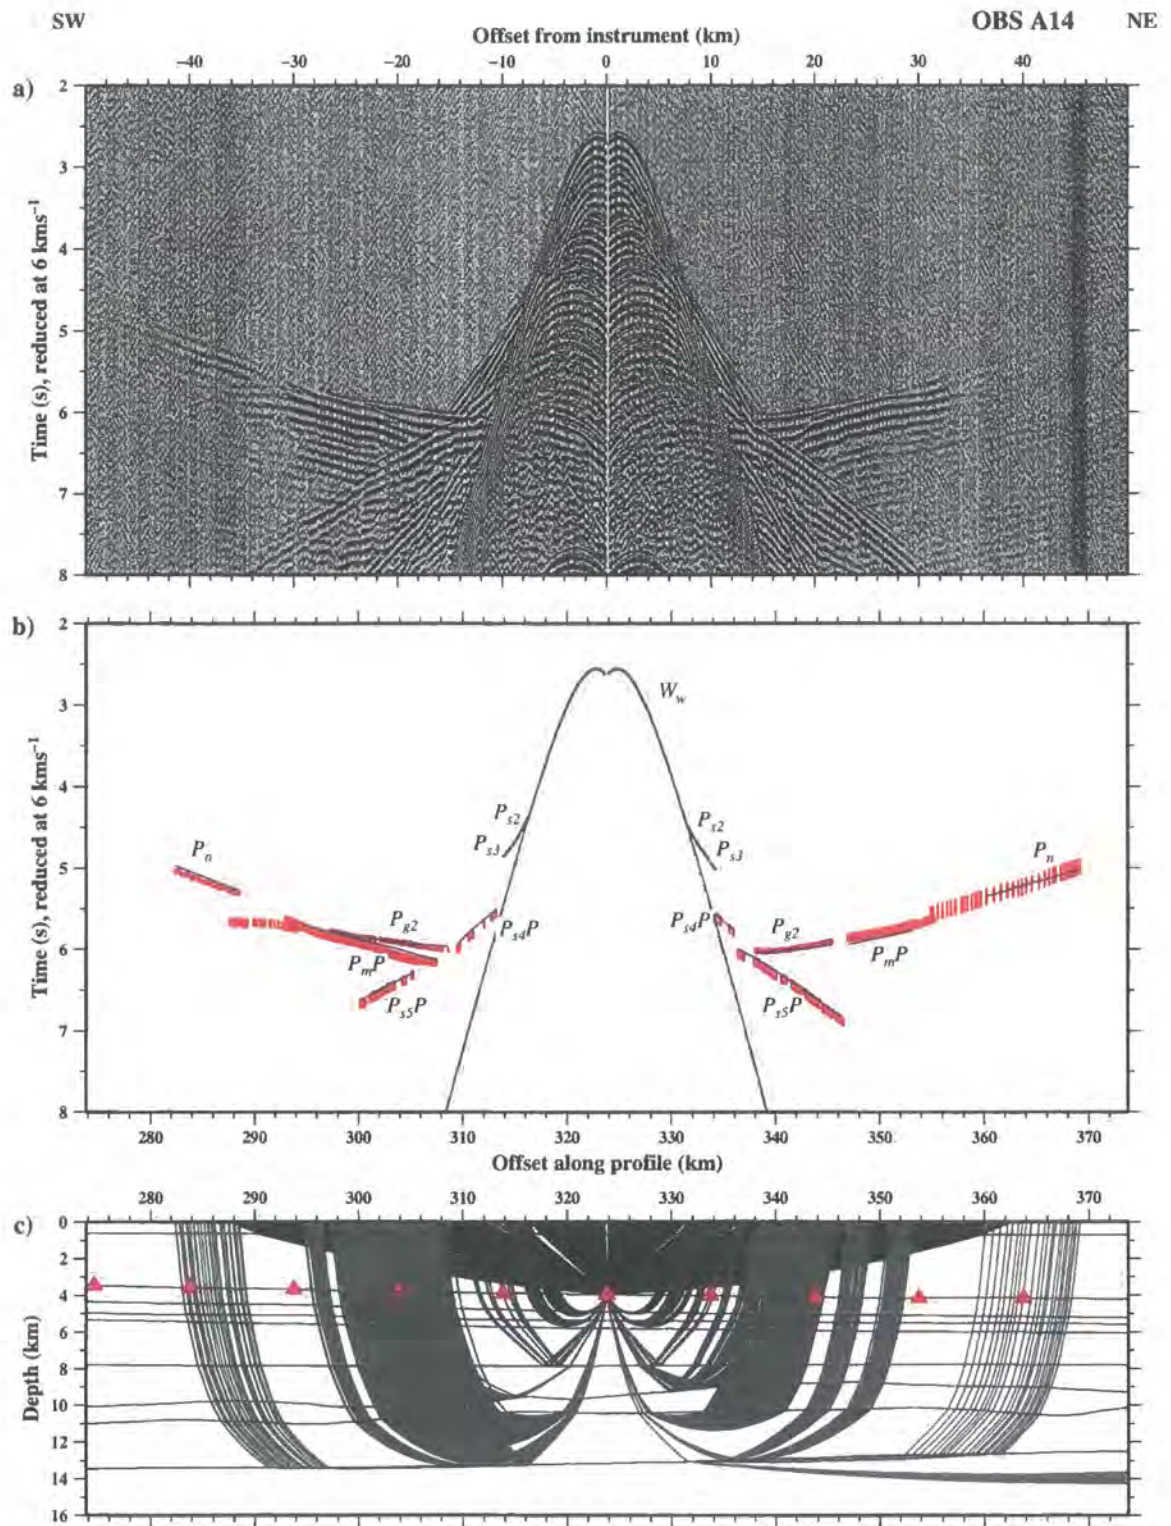 SW OBS A14 NE
Offset from instrument (km)
−40 −30 −20 −10 0 10 20 30 40
a)
2
3
4
5
6
7
8
Time (s), reduced at 6 kms⁻¹
b)
2
3
4
5
6
7
8
Time (s), reduced at 6 kms⁻¹
W_w
P_s2 P_s2
P_s3 P_s3
P_n P_n
P_g2 P_s4P P_s4P P_g2
P_mP P_mP
P_s5P P_s5P
280 290 300 310 320 330 340 350 360 370
Offset along profile (km)
280 290 300 310 320 330 340 350 360 370
c)
0
2
4
6
8
10
12
14
16
Depth (km)